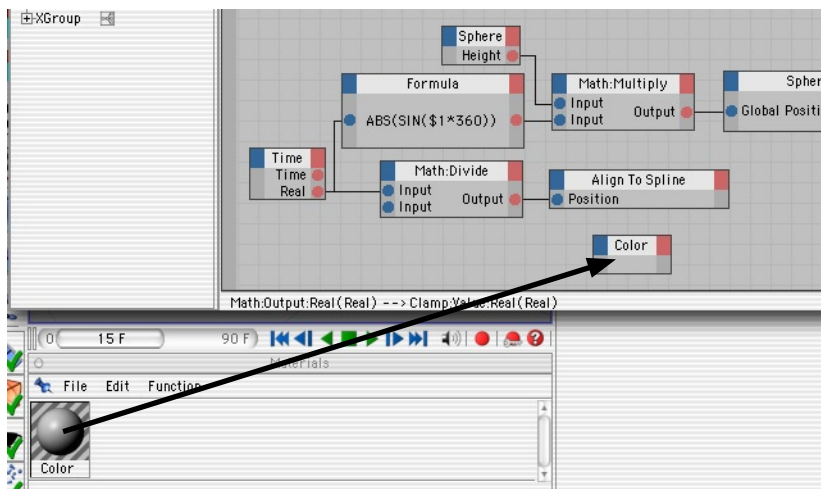 XGroup
Sphere
Height
Formula
ABS(SIN($1*360))
Math:Multiply
Input
Input
Output
Spher
Global Positi
Time
Time
Real
Math:Divide
Input
Input
Output
Align To Spline
Position
Color
Math:Output:Real(Real) --> Clamp:Value:Real(Real)
0
15 F
90 F
Materials
File Edit Function
Color